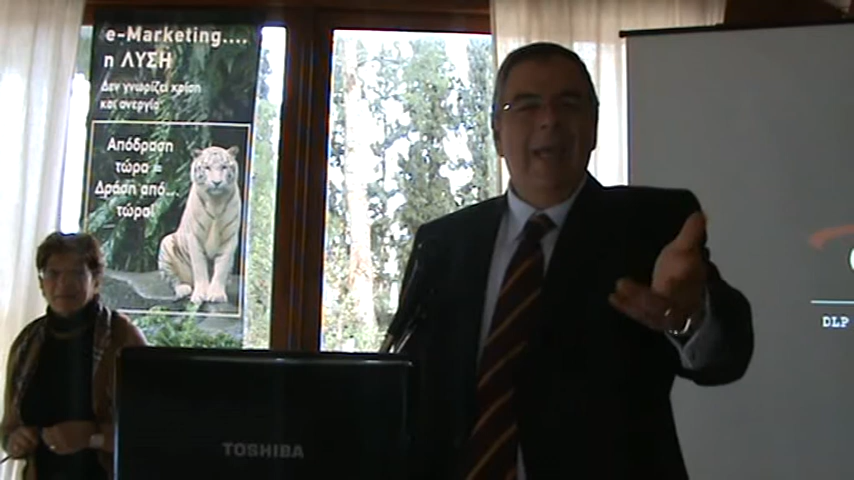 e-Marketing....
η ΛΥΣΗ
Δεν γνωρίζει κρίση
και ανεργία
Απόδραση
τώρα =
Δράση από...
τώρα!
TOSHIBA
DLP